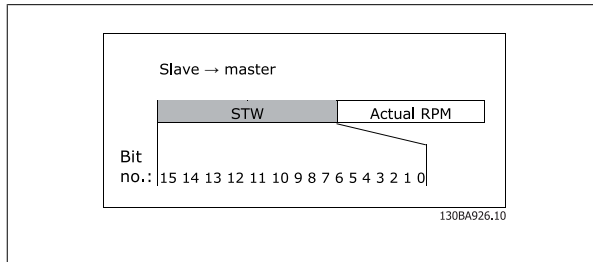 Slave → master
STW Actual RPM
Bit
no.: 15 14 13 12 11 10 9 8 7 6 5 4 3 2 1 0
130BA926.10